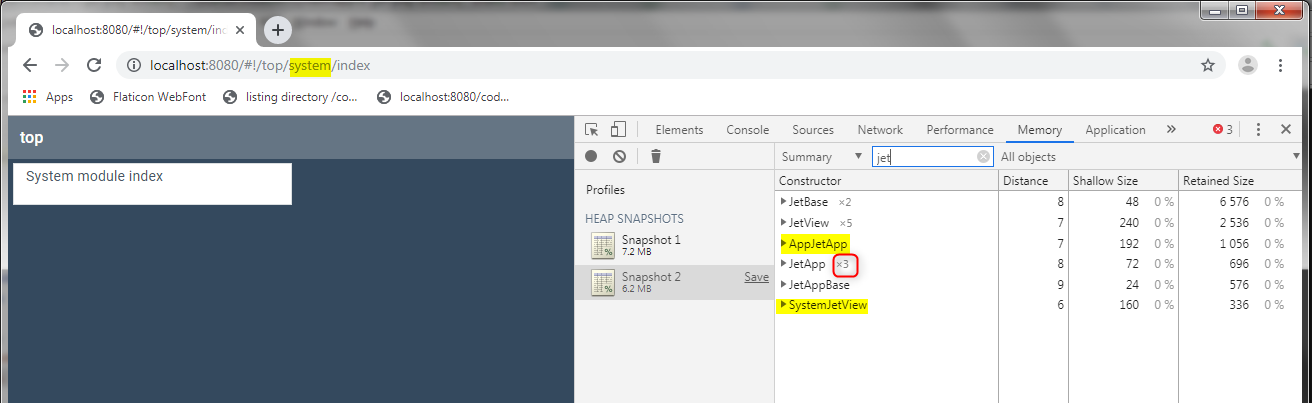 localhost:8080/#!/top/system/ind
localhost:8080/#!/top/system/index
Apps Flaticon WebFont listing directory /co... localhost:8080/cod...
top
System module index
Elements Console Sources Network Performance Memory Application » 3
Summary ▼ jet All objects ▼
Profiles
HEAP SNAPSHOTS
Snapshot 1
7.2 MB
Snapshot 2 Save
6.2 MB
Constructor Distance Shallow Size Retained Size
JetBase ×2 8 48 0 % 6 576 0 %
JetView ×5 7 240 0 % 2 536 0 %
AppJetApp 7 192 0 % 1 056 0 %
JetApp ×3 8 72 0 % 696 0 %
JetAppBase 9 24 0 % 576 0 %
SystemJetView 6 160 0 % 336 0 %